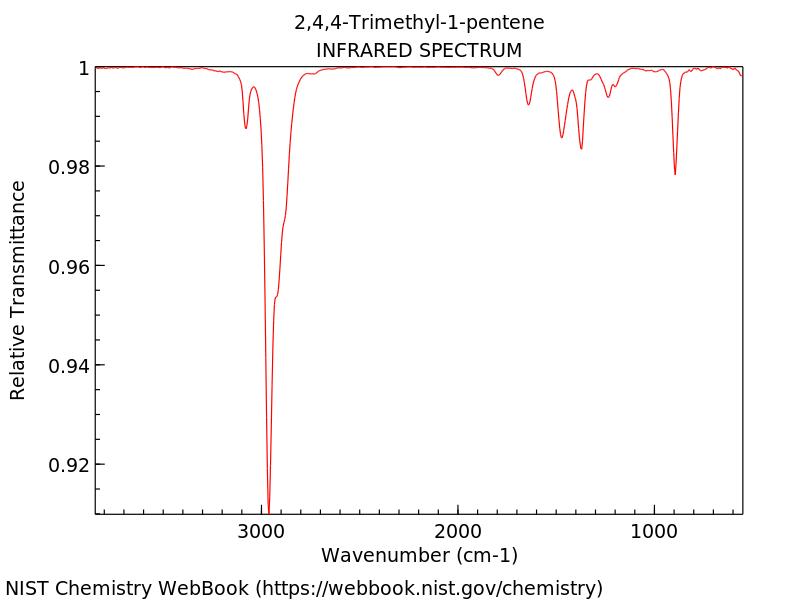 2,4,4-Trimethyl-1-pentene
INFRARED SPECTRUM
1
0.98
0.96
0.94
0.92
Relative Transmittance
3000 2000 1000
Wavenumber (cm-1)
NIST Chemistry WebBook (https://webbook.nist.gov/chemistry)